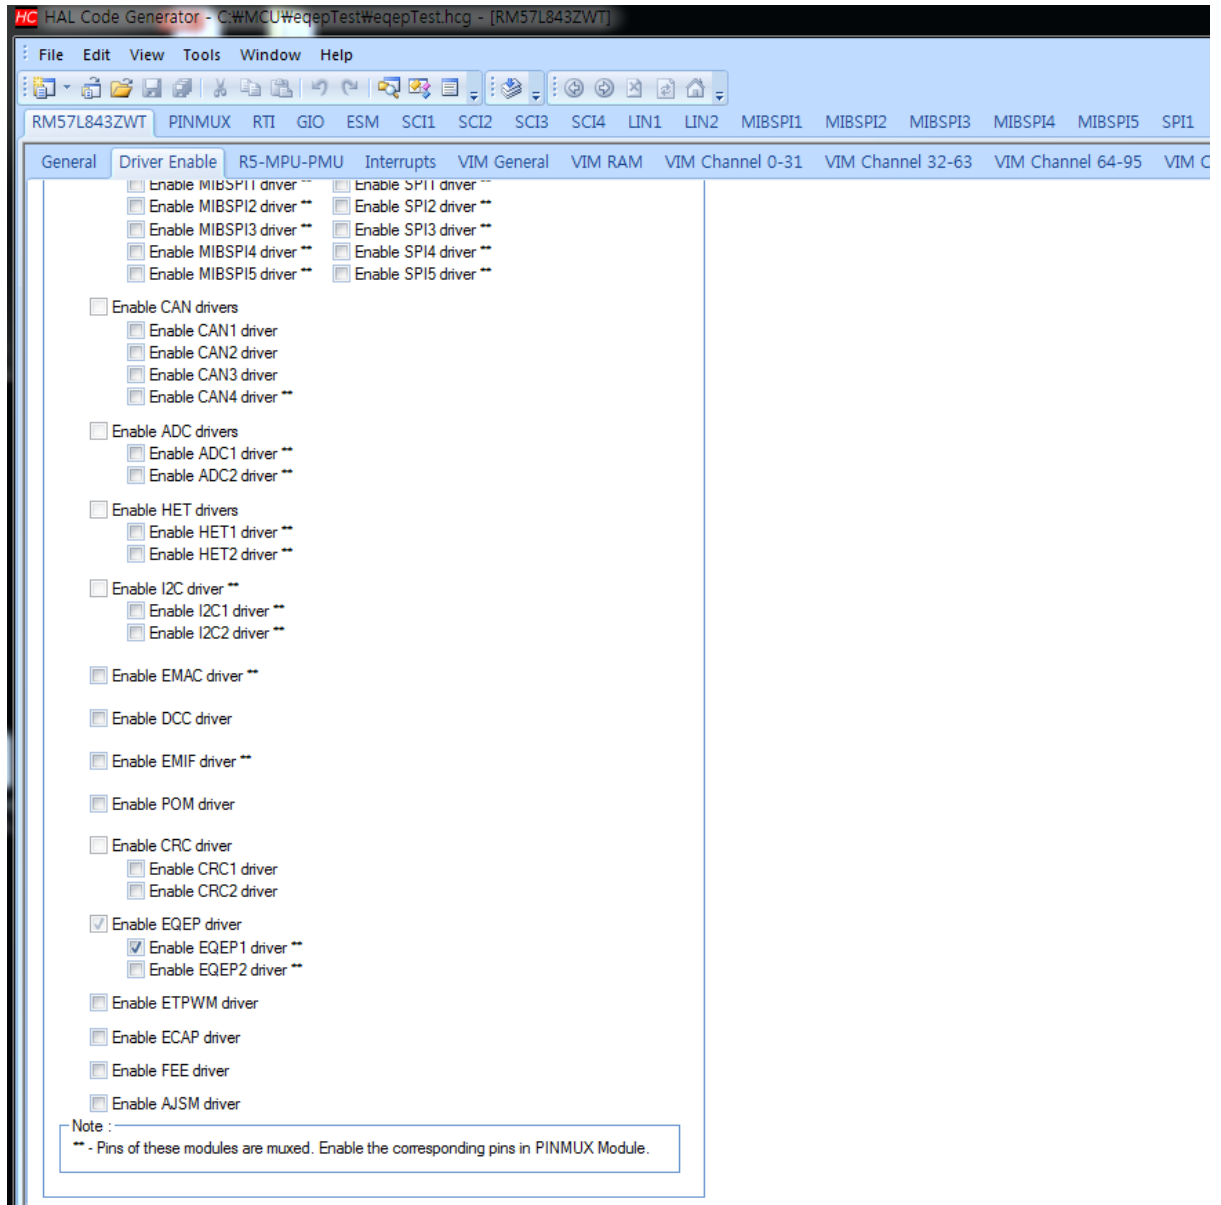 HC HAL Code Generator - C:₩MCU₩eqepTest₩eqepTest.hcg - [RM57L843ZWT]
File Edit View Tools Window Help
RM57L843ZWT PINMUX RTI GIO ESM SCI1 SCI2 SCI3 SCI4 LIN1 LIN2 MIBSPI1 MIBSPI2 MIBSPI3 MIBSPI4 MIBSPI5 SPI1
General Driver Enable R5-MPU-PMU Interrupts VIM General VIM RAM VIM Channel 0-31 VIM Channel 32-63 VIM Channel 64-95 VIM C
Enable MIBSPI1 driver ** Enable SPI1 driver **
Enable MIBSPI2 driver ** Enable SPI2 driver **
Enable MIBSPI3 driver ** Enable SPI3 driver **
Enable MIBSPI4 driver ** Enable SPI4 driver **
Enable MIBSPI5 driver ** Enable SPI5 driver **
Enable CAN drivers
Enable CAN1 driver
Enable CAN2 driver
Enable CAN3 driver
Enable CAN4 driver **
Enable ADC drivers
Enable ADC1 driver **
Enable ADC2 driver **
Enable HET drivers
Enable HET1 driver **
Enable HET2 driver **
Enable I2C driver **
Enable I2C1 driver **
Enable I2C2 driver **
Enable EMAC driver **
Enable DCC driver
Enable EMIF driver **
Enable POM driver
Enable CRC driver
Enable CRC1 driver
Enable CRC2 driver
Enable EQEP driver
Enable EQEP1 driver **
Enable EQEP2 driver **
Enable ETPWM driver
Enable ECAP driver
Enable FEE driver
Enable AJSM driver
Note :
** - Pins of these modules are muxed. Enable the corresponding pins in PINMUX Module.